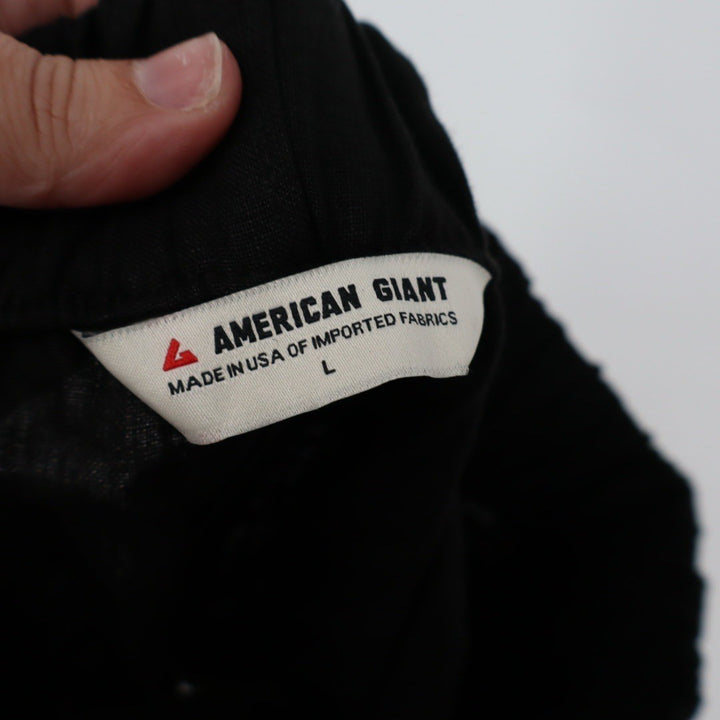 AMERICAN GIANT
MADE IN USA OF IMPORTED FABRICS
L